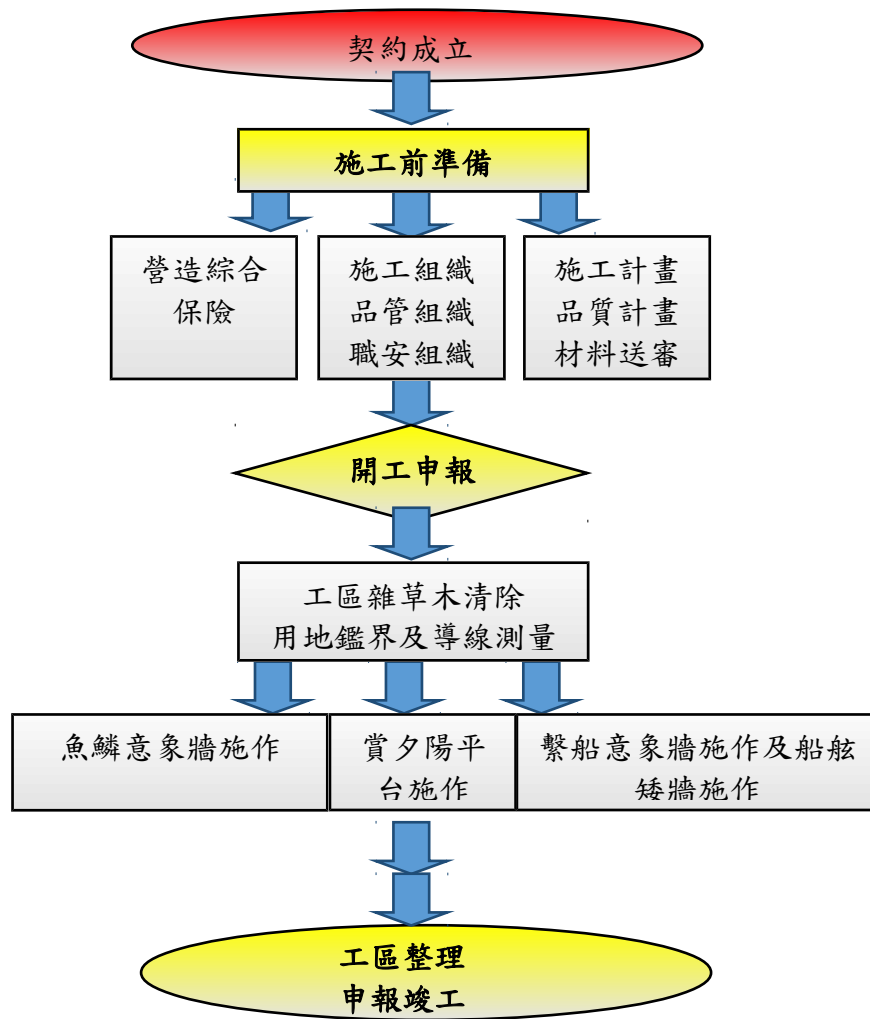 契約成立
施工前準備
營造綜合
保險
施工組織
品管組織
職安組織
施工計畫
品質計畫
材料送審
開工申報
工區雜草木清除
用地鑑界及導線測量
魚鱗意象牆施作
賞夕陽平
台施作
繫船意象牆施作及船舷
矮牆施作
工區整理
申報竣工